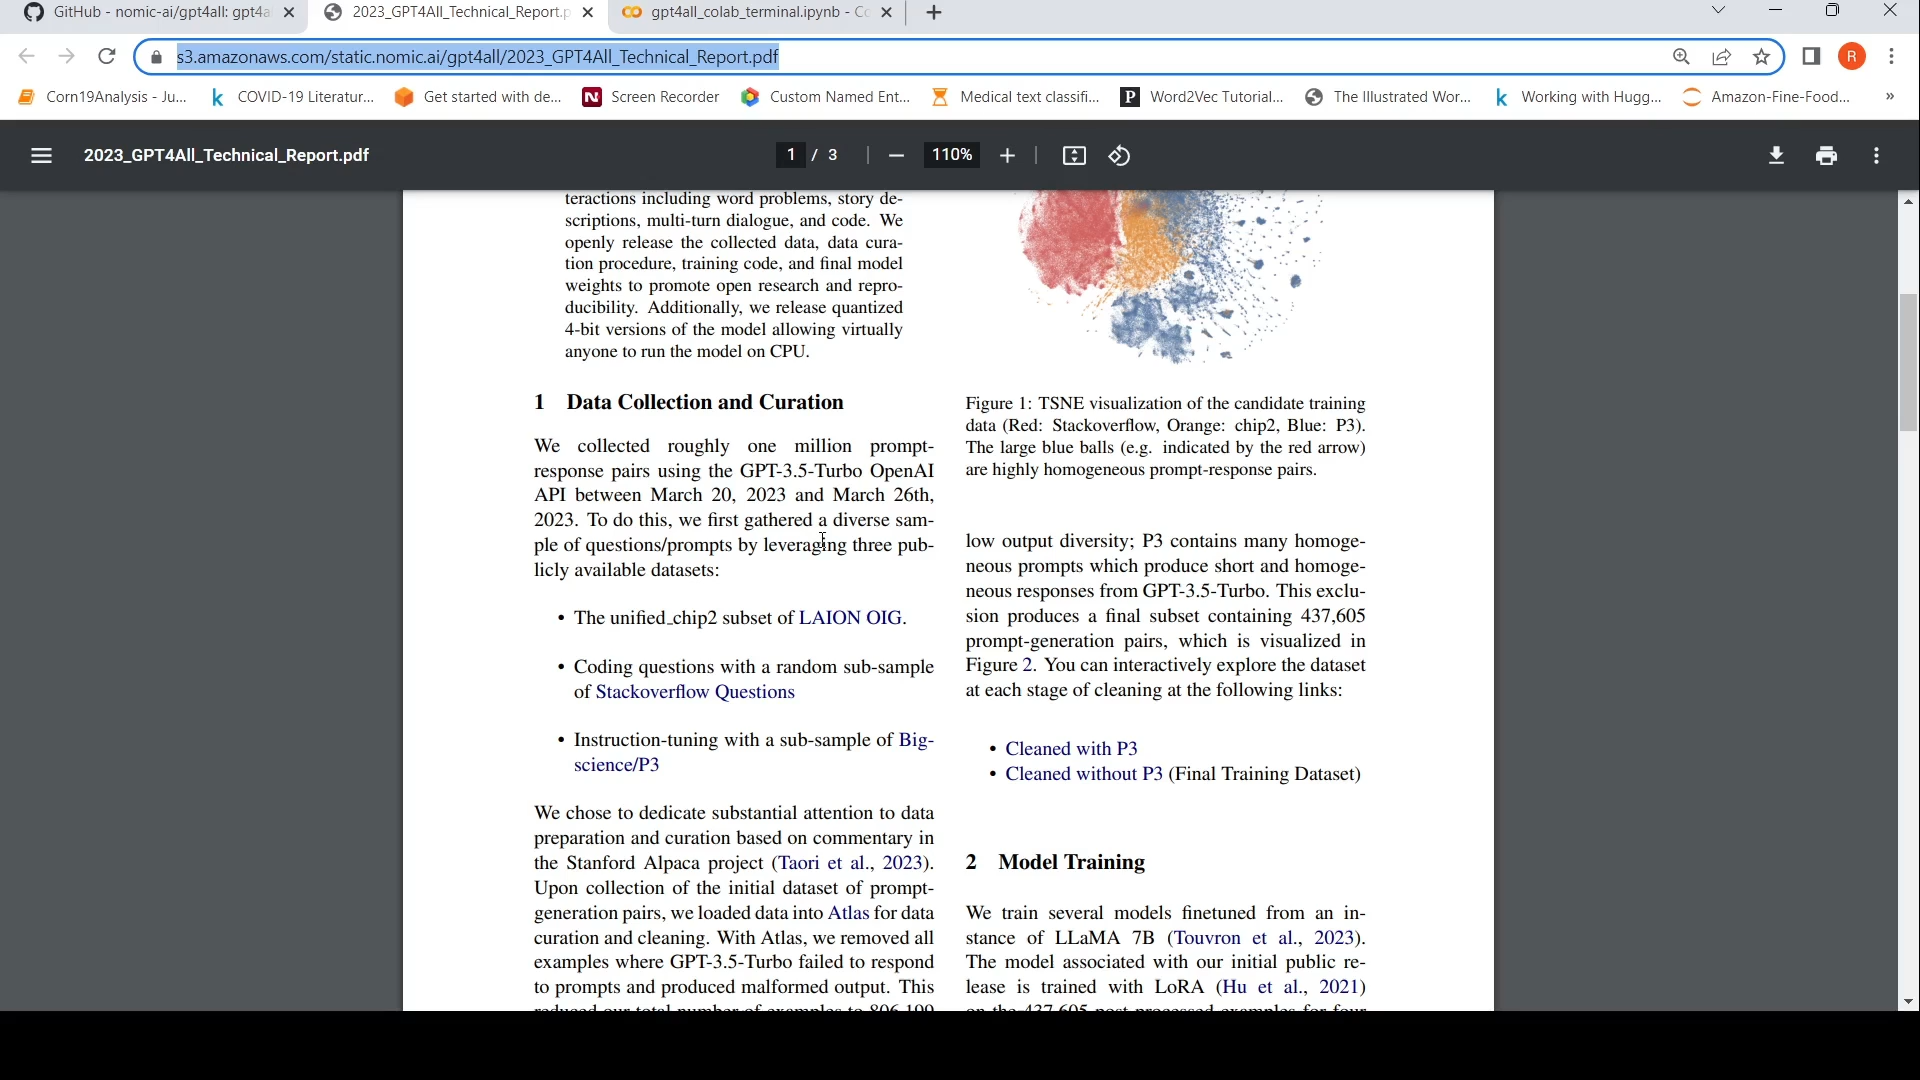 GitHub - nomic-ai/gpt4all: gpt4a
2023_GPT4All_Technical_Report.p
gpt4all_colab_terminal.ipynb - Co
s3.amazonaws.com/static.nomic.ai/gpt4all/2023_GPT4All_Technical_Report.pdf
R
Corn19Analysis - Ju...
COVID-19 Literatur...
Get started with de...
Screen Recorder
Custom Named Ent...
Medical text classifi...
Word2Vec Tutorial...
The Illustrated Wor...
Working with Hugg...
Amazon-Fine-Food...
2023_GPT4All_Technical_Report.pdf
1 / 3
110%
teractions including word problems, story de-
scriptions, multi-turn dialogue, and code. We
openly release the collected data, data cura-
tion procedure, training code, and final model
weights to promote open research and repro-
ducibility. Additionally, we release quantized
4-bit versions of the model allowing virtually
anyone to run the model on CPU.
1 Data Collection and Curation
We collected roughly one million prompt-
response pairs using the GPT-3.5-Turbo OpenAI
API between March 20, 2023 and March 26th,
2023. To do this, we first gathered a diverse sam-
ple of questions/prompts by leveraging three pub-
licly available datasets:
• The unified_chip2 subset of LAION OIG.
• Coding questions with a random sub-sample
of Stackoverflow Questions
• Instruction-tuning with a sub-sample of Big-
science/P3
We chose to dedicate substantial attention to data
preparation and curation based on commentary in
the Stanford Alpaca project (Taori et al., 2023).
Upon collection of the initial dataset of prompt-
generation pairs, we loaded data into Atlas for data
curation and cleaning. With Atlas, we removed all
examples where GPT-3.5-Turbo failed to respond
to prompts and produced malformed output. This
reduced our total number of examples to 806,199
Figure 1: TSNE visualization of the candidate training
data (Red: Stackoverflow, Orange: chip2, Blue: P3).
The large blue balls (e.g. indicated by the red arrow)
are highly homogeneous prompt-response pairs.
low output diversity; P3 contains many homoge-
neous prompts which produce short and homoge-
neous responses from GPT-3.5-Turbo. This exclu-
sion produces a final subset containing 437,605
prompt-generation pairs, which is visualized in
Figure 2. You can interactively explore the dataset
at each stage of cleaning at the following links:
• Cleaned with P3
• Cleaned without P3 (Final Training Dataset)
2 Model Training
We train several models finetuned from an in-
stance of LLaMA 7B (Touvron et al., 2023).
The model associated with our initial public re-
lease is trained with LoRA (Hu et al., 2021)
on the 437,605 post-processed examples for four